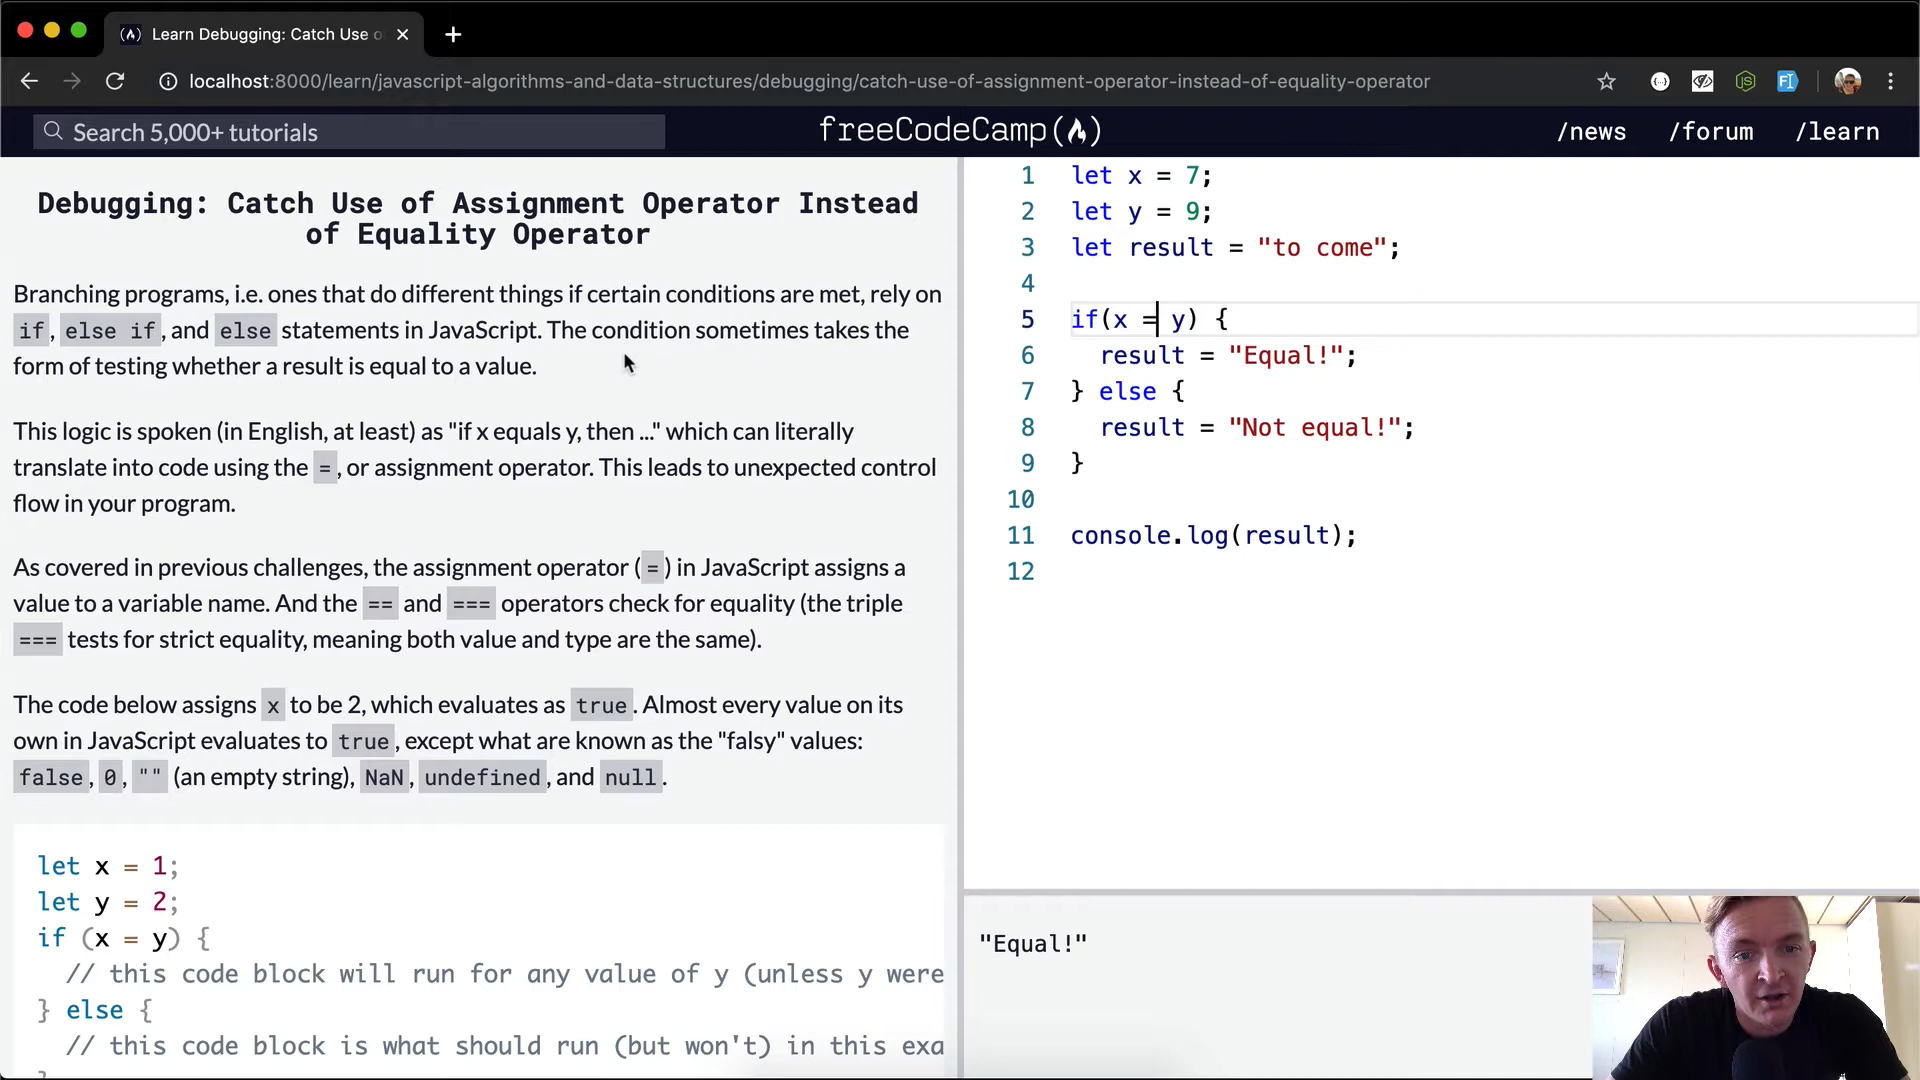 Learn Debugging: Catch Use o
localhost:8000/learn/javascript-algorithms-and-data-structures/debugging/catch-use-of-assignment-operator-instead-of-equality-operator
Search 5,000+ tutorials
freeCodeCamp
/news /forum /learn
Debugging: Catch Use of Assignment Operator Instead
of Equality Operator
Branching programs, i.e. ones that do different things if certain conditions are met, rely on
if, else if, and else statements in JavaScript. The condition sometimes takes the
form of testing whether a result is equal to a value.
This logic is spoken (in English, at least) as "if x equals y, then ..." which can literally
translate into code using the =, or assignment operator. This leads to unexpected control
flow in your program.
As covered in previous challenges, the assignment operator (=) in JavaScript assigns a
value to a variable name. And the == and === operators check for equality (the triple
=== tests for strict equality, meaning both value and type are the same).
The code below assigns x to be 2, which evaluates as true. Almost every value on its
own in JavaScript evaluates to true, except what are known as the "falsy" values:
false, 0, "" (an empty string), NaN, undefined, and null.
let x = 1;
let y = 2;
if (x = y) {
// this code block will run for any value of y (unless y were
} else {
// this code block is what should run (but won't) in this exa
1 let x = 7;
2 let y = 9;
3 let result = "to come";
4
5 if(x = y) {
6 result = "Equal!";
7 } else {
8 result = "Not equal!";
9 }
10
11 console.log(result);
12
"Equal!"